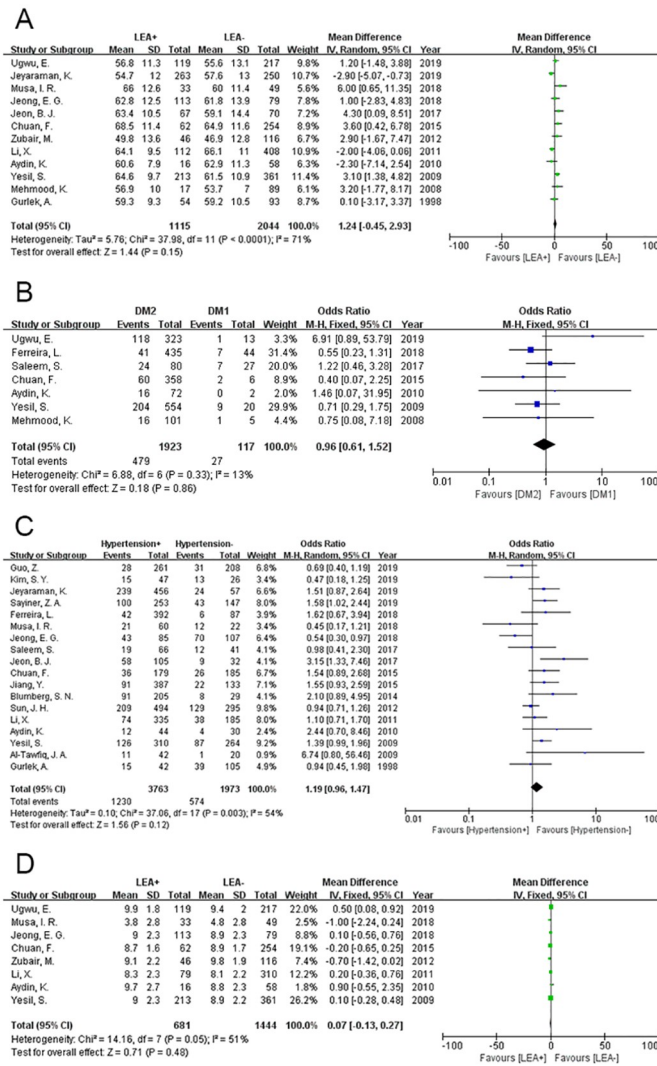 A
LEA+ LEA- Mean Difference Mean Difference
Study or Subgroup Mean SD Total Mean SD Total Weight IV, Random, 95% CI Year IV, Random, 95% CI
Ugwu, E. 56.8 11.3 119 55.6 13.1 217 9.8% 1.20 [-1.48, 3.88] 2019
Jeyaraman, K. 54.7 12 263 57.6 13 250 10.7% -2.90 [-5.07, -0.73] 2019
Musa, I. R. 66 12.6 33 60 11.4 49 6.3% 6.00 [0.65, 11.35] 2018
Jeong, E. G. 62.8 12.5 113 61.8 13.9 79 8.1% 1.00 [-2.83, 4.83] 2018
Jeon, B. J. 63.4 10.5 67 59.1 14.4 70 7.6% 4.30 [0.09, 8.51] 2017
Chuan, F. 68.5 11.4 62 64.9 11.6 254 9.1% 3.60 [0.42, 6.78] 2015
Zubair, M. 49.8 13.6 46 46.9 12.8 116 7.2% 2.90 [-1.67, 7.47] 2012
Li, X. 64.1 9.5 112 66.1 11 408 10.9% -2.00 [-4.06, 0.06] 2011
Aydin, K. 60.6 7.9 16 62.9 11.3 58 6.9% -2.30 [-7.14, 2.54] 2010
Yesil, S. 64.6 9.7 213 61.5 10.9 361 11.4% 3.10 [1.38, 4.82] 2009
Mehmood, K. 56.9 10 17 53.7 7 89 6.7% 3.20 [-1.77, 8.17] 2008
Gurlek, A. 59.3 9.3 54 59.2 10.5 93 8.9% 0.10 [-3.17, 3.37] 1998
Total (95% CI) 1115 2044 100.0% 1.24 [-0.45, 2.93]
Heterogeneity: Tau² = 5.76; Chi² = 37.98, df = 11 (P < 0.0001); I² = 71%
Test for overall effect: Z = 1.44 (P = 0.15)
-100 -50 0 50 100
Favours [LEA+] Favours [LEA-]
B
DM2 DM1 Odds Ratio Odds Ratio
Study or Subgroup Events Total Events Total Weight M-H, Fixed, 95% CI Year M-H, Fixed, 95% CI
Ugwu, E. 118 323 1 13 3.3% 6.91 [0.89, 53.79] 2019
Ferreira, L. 41 435 7 44 31.4% 0.55 [0.23, 1.31] 2018
Saleem, S. 24 80 7 27 20.0% 1.22 [0.46, 3.28] 2017
Chuan, F. 60 358 2 6 9.2% 0.40 [0.07, 2.25] 2015
Aydin, K. 16 72 0 2 2.0% 1.46 [0.07, 31.95] 2010
Yesil, S. 204 554 9 20 29.9% 0.71 [0.29, 1.75] 2009
Mehmood, K. 16 101 1 5 4.2% 0.75 [0.08, 7.18] 2008
Total (95% CI) 1923 117 100.0% 0.96 [0.61, 1.52]
Total events 479 27
Heterogeneity: Chi² = 6.88, df = 6 (P = 0.33); I² = 13%
Test for overall effect: Z = 0.18 (P = 0.86)
0.01 0.1 1 10 100
Favours [DM2] Favours [DM1]
C
Hypertension+ Hypertension- Odds Ratio Odds Ratio
Study or Subgroup Events Total Events Total Weight M-H, Random, 95% CI Year M-H, Random, 95% CI
Guo, Z. 28 261 31 208 7.0% 0.69 [0.40, 1.19] 2019
Kim, S. Y. 15 47 13 26 3.5% 0.47 [0.18, 1.25] 2019
Jeyaraman, K. 239 456 24 57 6.9% 1.51 [0.87, 2.64] 2019
Sayiner, Z. A. 100 253 43 147 8.7% 1.58 [1.02, 2.44] 2019
Ferreira, L. 42 392 6 87 4.0% 1.62 [0.67, 3.94] 2018
Musa, I. R. 21 60 12 22 3.3% 0.45 [0.17, 1.21] 2018
Jeong, E. G. 43 85 70 107 6.6% 0.54 [0.30, 0.97] 2018
Saleem, S. 19 66 12 41 4.2% 0.98 [0.41, 2.30] 2017
Jeon, B. J. 58 105 9 32 4.2% 3.15 [1.33, 7.46] 2017
Chuan, F. 36 179 26 185 7.0% 1.54 [0.89, 2.68] 2015
Jiang, Y. 91 387 22 133 7.5% 1.55 [0.93, 2.59] 2015
Blumberg, S. N. 91 205 8 29 4.2% 2.10 [0.89, 4.95] 2014
Sun, J. H. 209 494 129 295 11.4% 0.94 [0.71, 1.26] 2012
Li, X. 74 335 38 185 8.6% 1.10 [0.71, 1.70] 2011
Aydin, K. 12 44 4 30 2.4% 2.44 [0.70, 8.46] 2010
Yesil, S. 126 310 87 264 10.4% 1.39 [0.99, 1.96] 2009
Al-Tawfiq, J. A. 11 42 1 20 0.9% 6.74 [0.80, 56.46] 2009
Gurlek, A. 15 42 39 105 5.4% 0.94 [0.45, 1.98] 1998
Total (95% CI) 3763 1973 100.0% 1.19 [0.96, 1.47]
Total events 1230 574
Heterogeneity: Tau² = 0.10; Chi² = 37.06, df = 17 (P = 0.003); I² = 54%
Test for overall effect: Z = 1.56 (P = 0.12)
0.01 0.1 1 10 100
Favours [Hypertension+] Favours [Hypertension-]
D
LEA+ LEA- Mean Difference Mean Difference
Study or Subgroup Mean SD Total Mean SD Total Weight IV, Fixed, 95% CI Year IV, Fixed, 95% CI
Ugwu, E. 9.9 1.8 119 9.4 2 217 22.0% 0.50 [0.08, 0.92] 2019
Musa, I. R. 3.8 2.8 33 4.8 2.8 49 2.6% -1.00 [-2.24, 0.24] 2018
Jeong, E. G. 9 2.3 113 8.9 2.3 79 9.1% 0.10 [-0.56, 0.76] 2018
Chuan, F. 8.7 1.6 62 8.9 1.7 254 19.1% -0.20 [-0.65, 0.25] 2015
Zubair, M. 9.1 2.2 46 9.8 1.9 116 7.7% -0.70 [-1.42, 0.02] 2012
Li, X. 8.3 2.3 79 8.1 2.1 310 12.6% 0.20 [-0.36, 0.76] 2011
Aydin, K. 9.7 2.7 16 8.8 2.3 58 1.9% 0.90 [-0.55, 2.35] 2010
Yesil, S. 9 2.3 213 8.9 2.2 361 26.2% 0.10 [-0.28, 0.48] 2009
Total (95% CI) 681 1444 100.0% 0.07 [-0.13, 0.27]
Heterogeneity: Chi² = 14.16, df = 7 (P = 0.05); I² = 51%
Test for overall effect: Z = 0.71 (P = 0.48)
-100 -50 0 50 100
Favours [LEA+] Favours [LEA-]